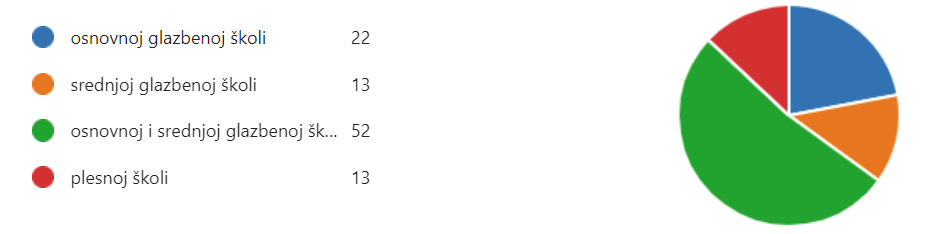 osnovnoj glazbenoj školi 22
srednjoj glazbenoj školi 13
osnovnoj i srednjoj glazbenoj šk... 52
plesnoj školi 13